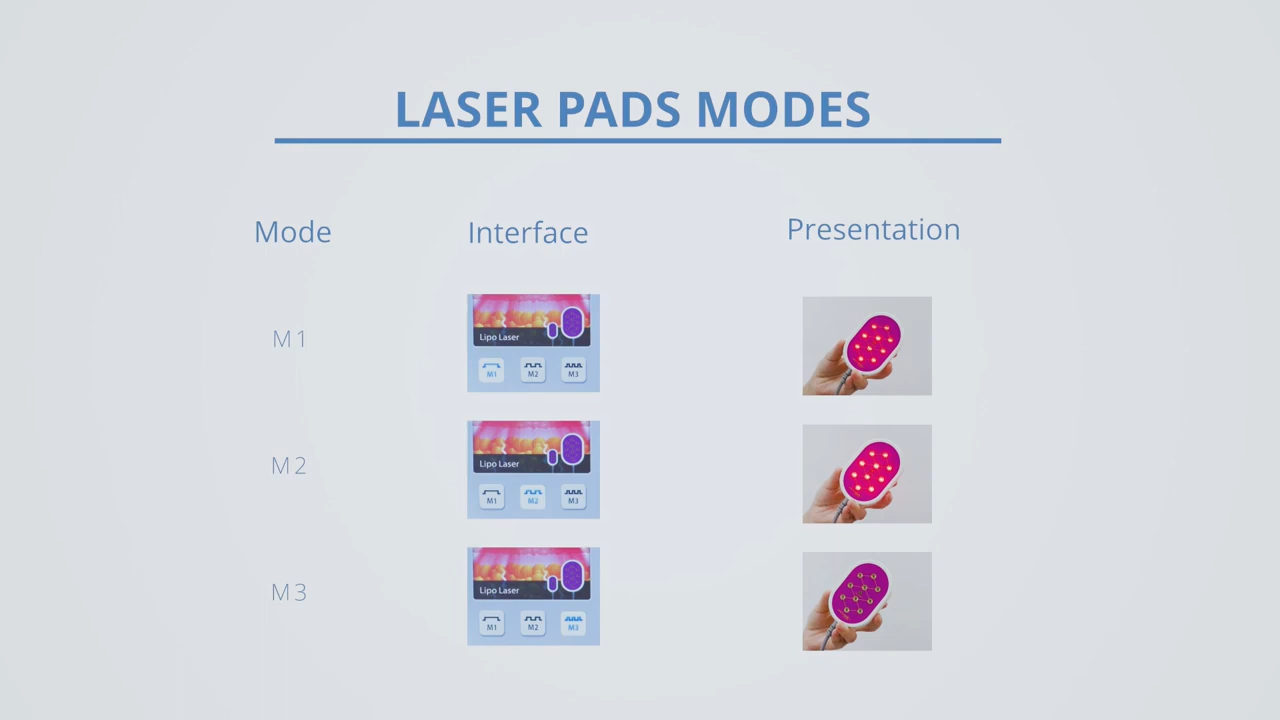 LASER PADS MODES
Mode Interface Presentation
M1
Lipo Laser
M1 M2 M3
M2
Lipo Laser
M1 M2 M3
M3
Lipo Laser
M1 M2 M3